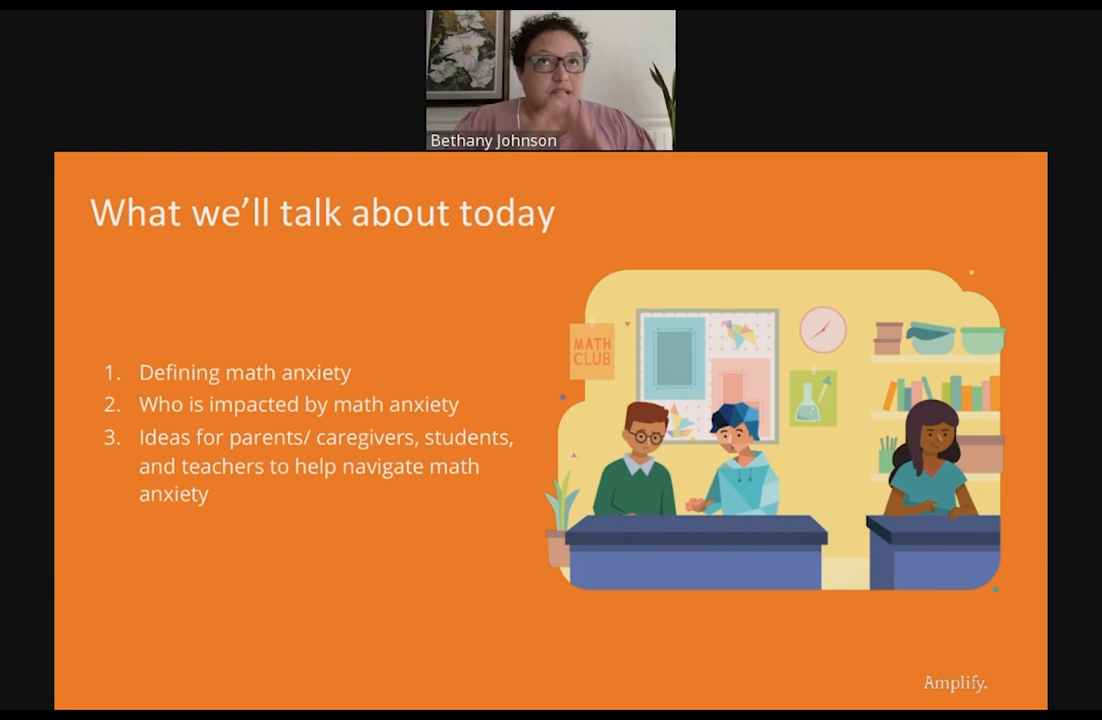 Bethany Johnson
What we'll talk about today
MATH
CLUB
1. Defining math anxiety
2. Who is impacted by math anxiety
3. Ideas for parents/ caregivers, students,
and teachers to help navigate math
anxiety
Amplify.